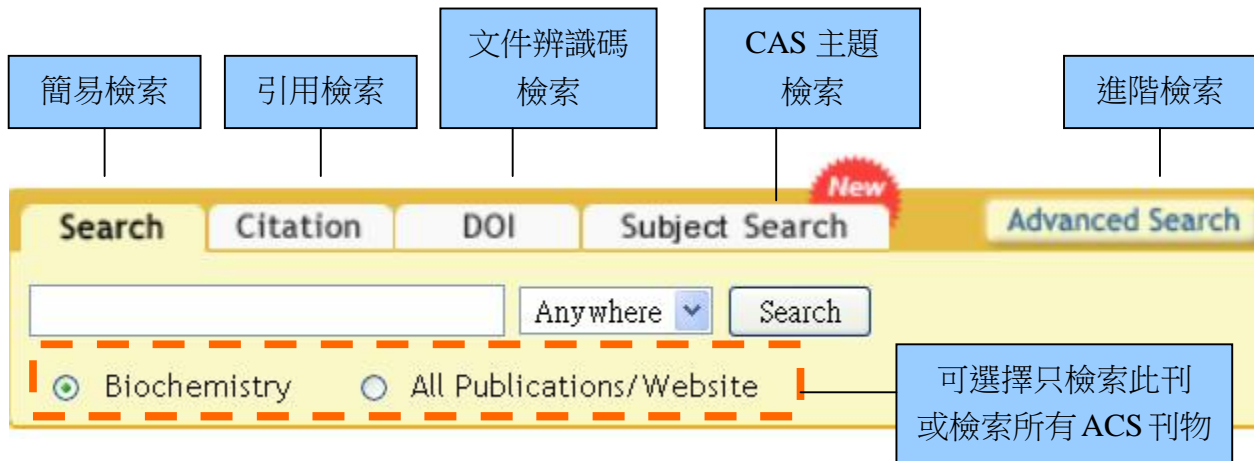 簡易檢索
引用檢索
文件辨識碼
檢索
CAS 主題
檢索
進階檢索
New
Search
Citation
DOI
Subject Search
Advanced Search
Anywhere
Search
Biochemistry
All Publications/Website
可選擇只檢索此刊
或檢索所有 ACS 刊物